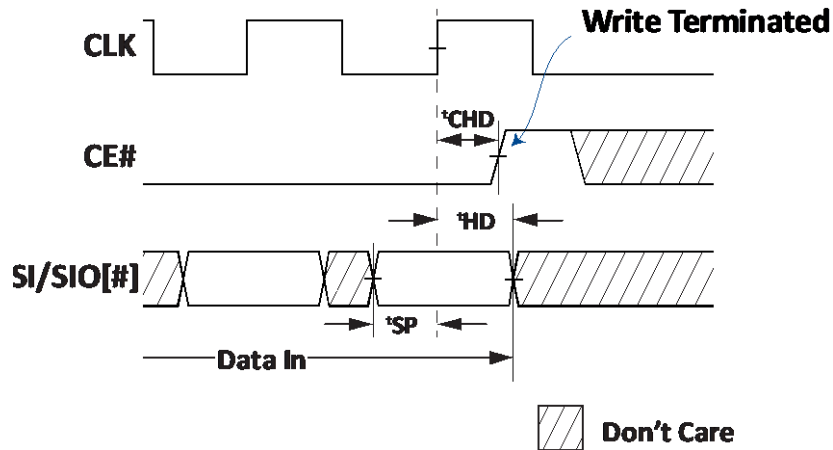 Write Terminated
CLK
tCHD
CE#
tHD
SI/SIO[#]
tSP
Data In
Don't Care